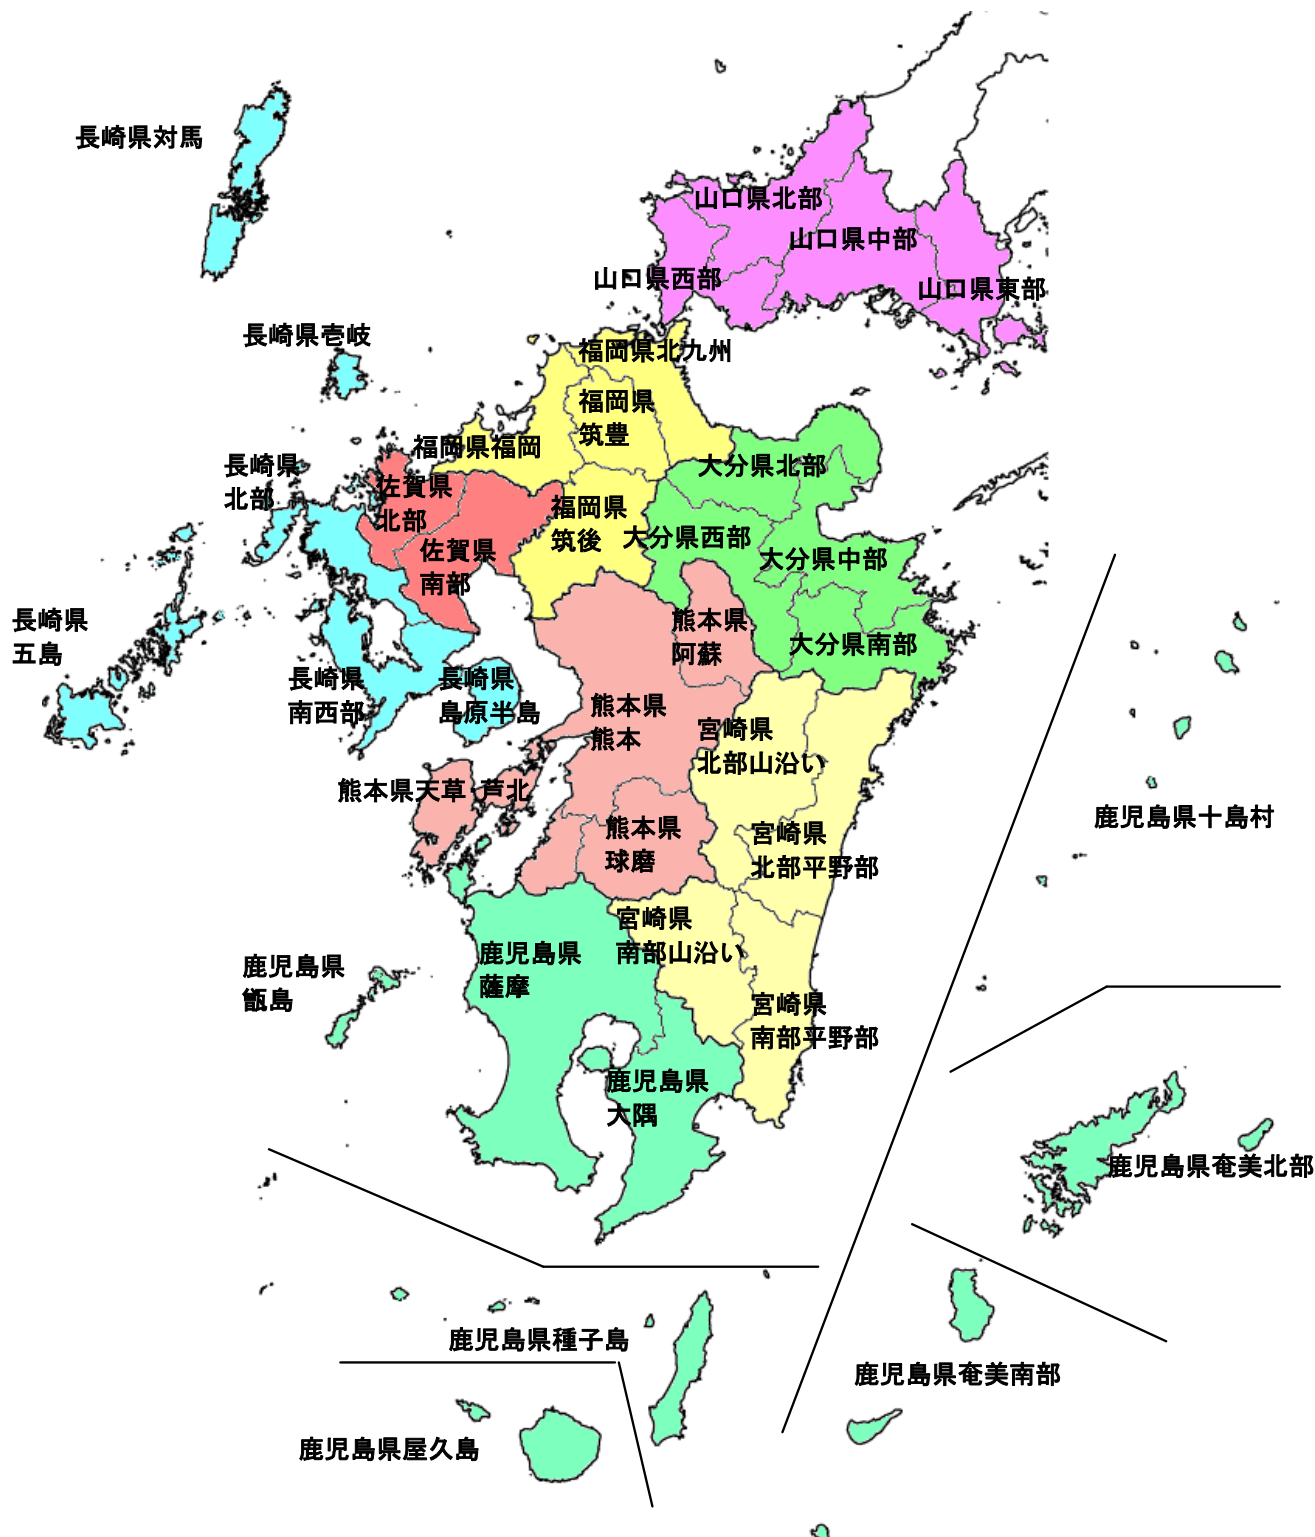 長崎県対馬
山口県北部
山口県中部
山口県西部
山口県東部
長崎県壱岐
福岡県北九州
福岡県
筑豊
福岡県福岡
長崎県
北部
佐賀県
北部
大分県北部
福岡県
筑後
大分県西部
佐賀県
南部
大分県中部
長崎県
五島
熊本県
阿蘇
大分県南部
長崎県
南西部
長崎県
島原半島
熊本県
熊本
宮崎県
北部山沿い
熊本県天草・芦北
鹿児島県十島村
熊本県
球磨
宮崎県
北部平野部
宮崎県
南部山沿い
鹿児島県
薩摩
鹿児島県
甑島
宮崎県
南部平野部
鹿児島県
大隅
鹿児島県奄美北部
鹿児島県種子島
鹿児島県奄美南部
鹿児島県屋久島